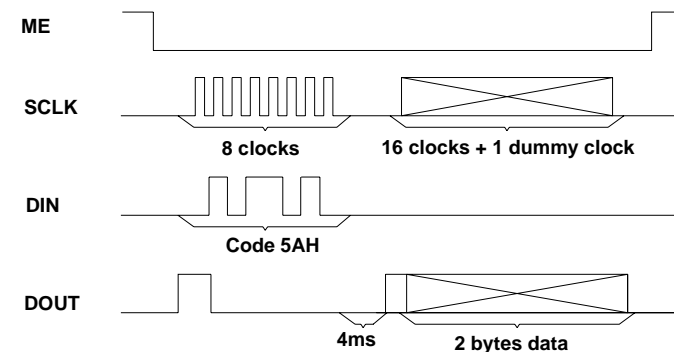 ME
SCLK
8 clocks
16 clocks + 1 dummy clock
DIN
Code 5AH
DOUT
4ms
2 bytes data